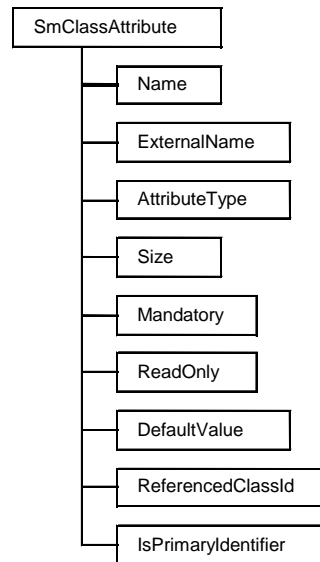 SmClassAttribute
Name
ExternalName
AttributeType
Size
Mandatory
ReadOnly
DefaultValue
ReferencedClassId
IsPrimaryIdentifier